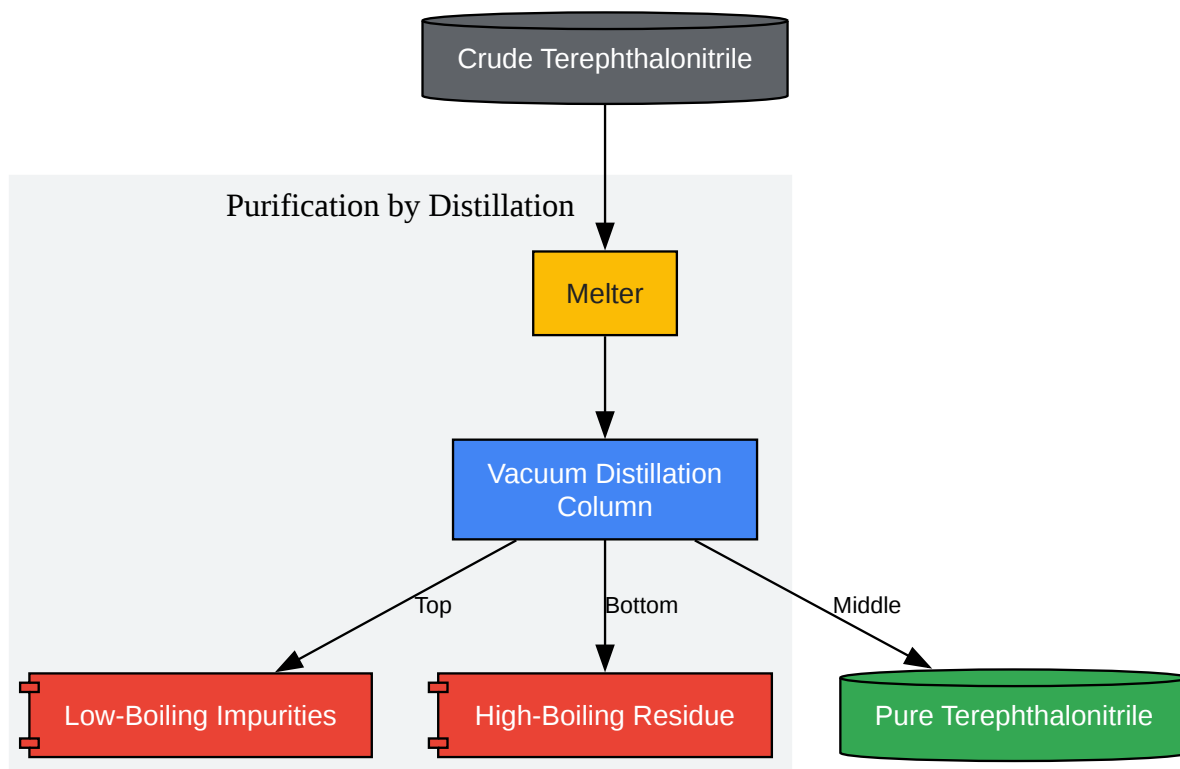 Crude Terephthalonitrile
Purification by Distillation
Melter
Vacuum Distillation
Column
Top
Bottom
Middle
Low-Boiling Impurities
High-Boiling Residue
Pure Terephthalonitrile